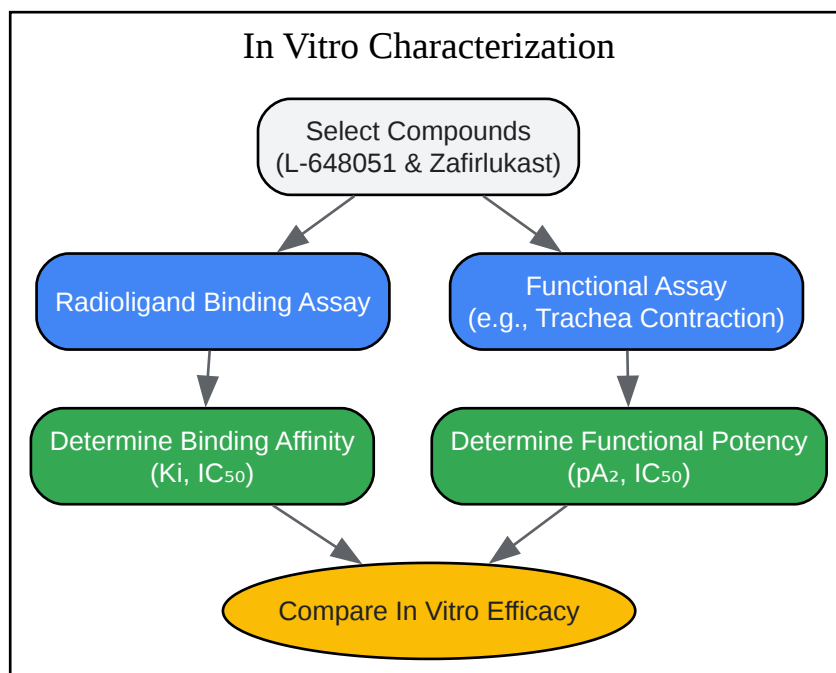 In Vitro Characterization
Select Compounds
(L-648051 & Zafirlukast)
Radioligand Binding Assay
Functional Assay
(e.g., Trachea Contraction)
Determine Binding Affinity
(Ki, IC₅₀)
Determine Functional Potency
(pA₂, IC₅₀)
Compare In Vitro Efficacy